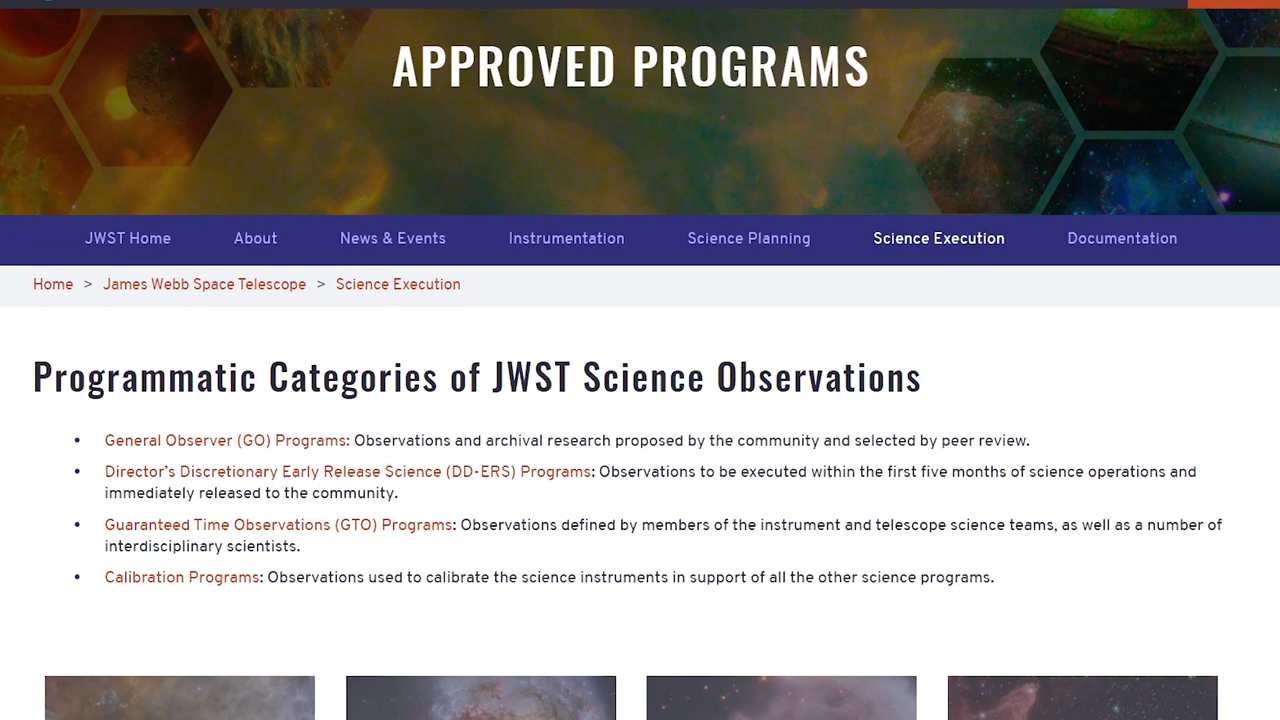 APPROVED PROGRAMS
JWST Home About News & Events Instrumentation Science Planning Science Execution Documentation
Home > James Webb Space Telescope > Science Execution
Programmatic Categories of JWST Science Observations
• General Observer (GO) Programs: Observations and archival research proposed by the community and selected by peer review.
• Director's Discretionary Early Release Science (DD-ERS) Programs: Observations to be executed within the first five months of science operations and
immediately released to the community.
• Guaranteed Time Observations (GTO) Programs: Observations defined by members of the instrument and telescope science teams, as well as a number of
interdisciplinary scientists.
• Calibration Programs: Observations used to calibrate the science instruments in support of all the other science programs.